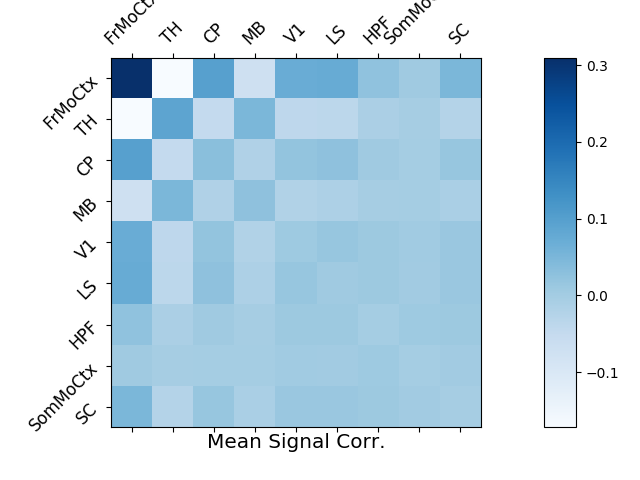 FrMoCtx TH CP MB V1 LS HPF SomMoCtx SC
FrMoCtx
TH
CP
MB
V1
LS
HPF
SomMoCtx
SC
0.3
0.2
0.1
0.0
−0.1
Mean Signal Corr.